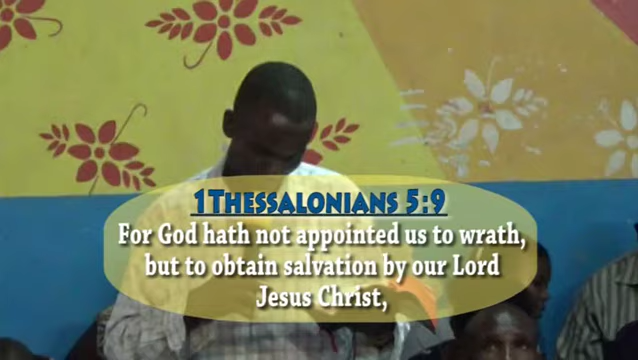 1Thessalonians 5:9
For God hath not appointed us to wrath,
but to obtain salvation by our Lord
Jesus Christ,